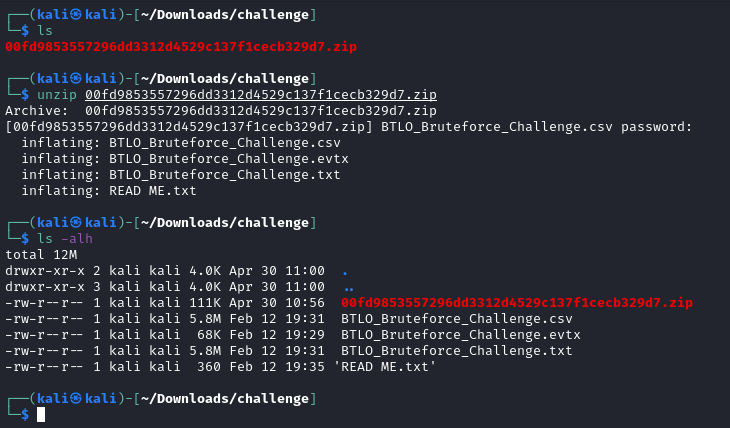 ┌──(kali㉿kali)-[~/Downloads/challenge]
└─$ ls
00fd9853557296dd3312d4529c137f1cecb329d7.zip
┌──(kali㉿kali)-[~/Downloads/challenge]
└─$ unzip 00fd9853557296dd3312d4529c137f1cecb329d7.zip
Archive:  00fd9853557296dd3312d4529c137f1cecb329d7.zip
[00fd9853557296dd3312d4529c137f1cecb329d7.zip] BTLO_Bruteforce_Challenge.csv password:
  inflating: BTLO_Bruteforce_Challenge.csv
  inflating: BTLO_Bruteforce_Challenge.evtx
  inflating: BTLO_Bruteforce_Challenge.txt
  inflating: READ ME.txt
┌──(kali㉿kali)-[~/Downloads/challenge]
└─$ ls -alh
total 12M
drwxr-xr-x 2 kali kali 4.0K Apr 30 11:00  .
drwxr-xr-x 3 kali kali 4.0K Apr 30 11:00  ..
-rw-r--r-- 1 kali kali 111K Apr 30 10:56  00fd9853557296dd3312d4529c137f1cecb329d7.zip
-rw-r--r-- 1 kali kali 5.8M Feb 12 19:31  BTLO_Bruteforce_Challenge.csv
-rw-r--r-- 1 kali kali  68K Feb 12 19:29  BTLO_Bruteforce_Challenge.evtx
-rw-r--r-- 1 kali kali 5.8M Feb 12 19:31  BTLO_Bruteforce_Challenge.txt
-rw-r--r-- 1 kali kali  360 Feb 12 19:35 'READ ME.txt'
┌──(kali㉿kali)-[~/Downloads/challenge]
└─$